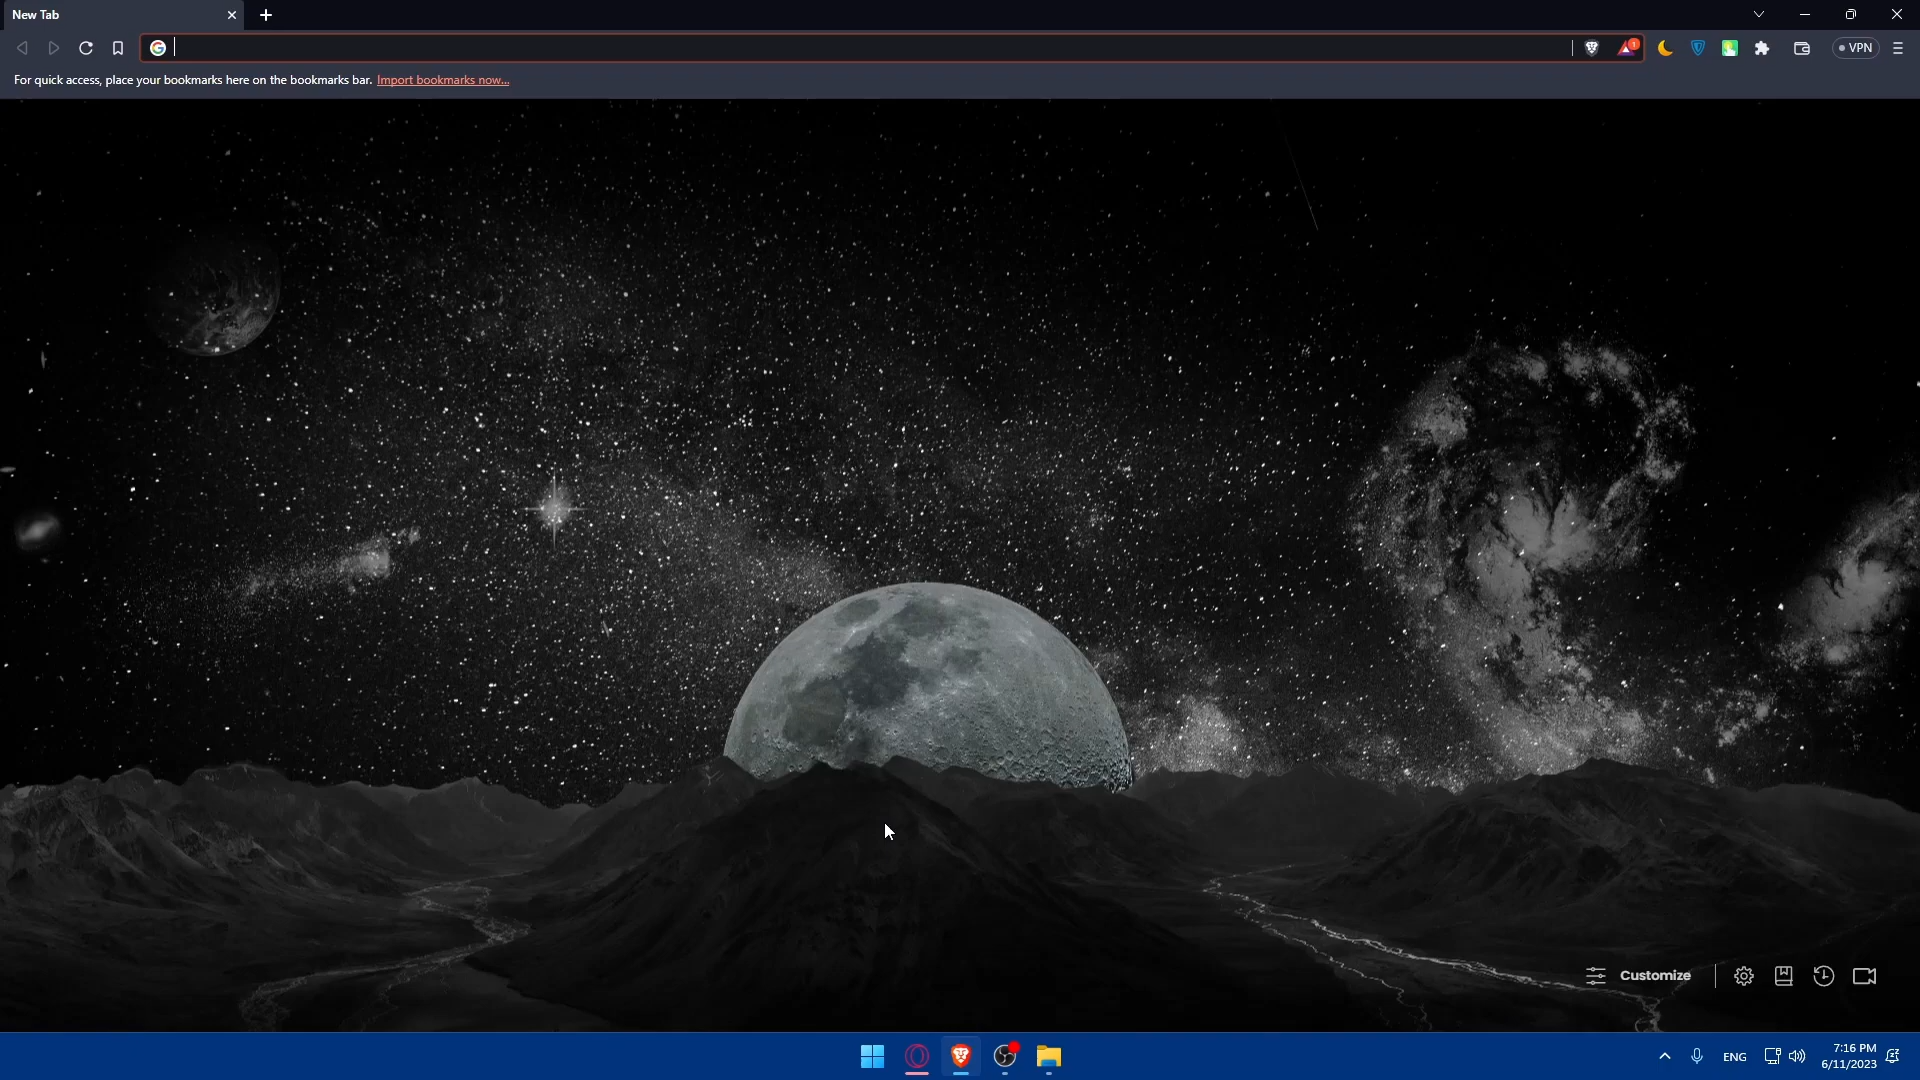 New Tab
VPN
For quick access, place your bookmarks here on the bookmarks bar. Import bookmarks now...
Customize
ENG
7:16 PM
6/11/2023